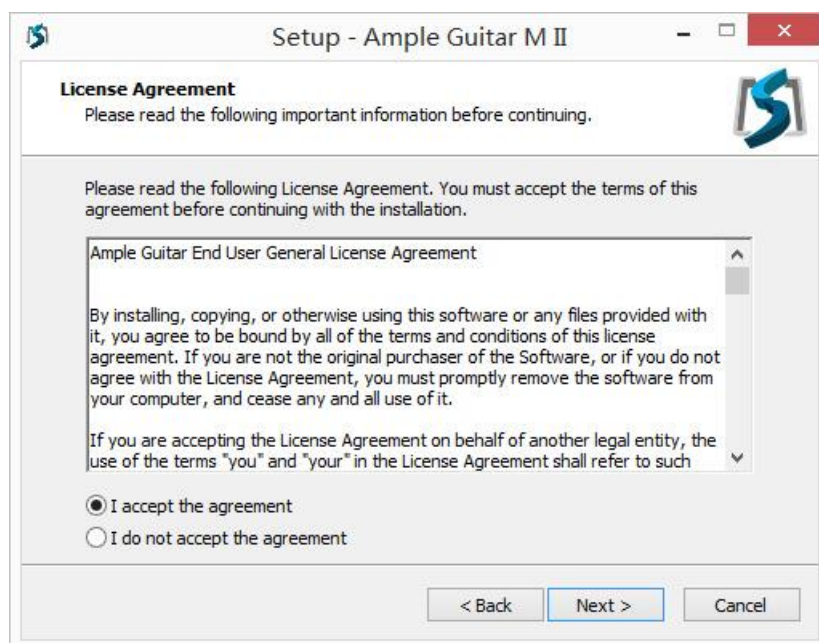 Setup - Ample Guitar M II
License Agreement
Please read the following important information before continuing.
Please read the following License Agreement. You must accept the terms of this
agreement before continuing with the installation.
Ample Guitar End User General License Agreement
By installing, copying, or otherwise using this software or any files provided with
it, you agree to be bound by all of the terms and conditions of this license
agreement. If you are not the original purchaser of the Software, or if you do not
agree with the License Agreement, you must promptly remove the software from
your computer, and cease any and all use of it.
If you are accepting the License Agreement on behalf of another legal entity, the
use of the terms "you" and "your" in the License Agreement shall refer to such
I accept the agreement
I do not accept the agreement
< Back Next > Cancel